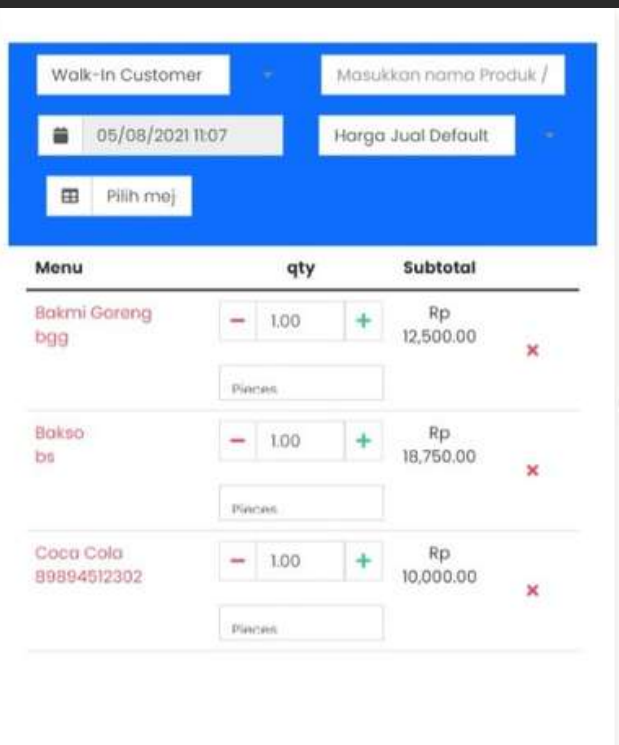 Walk-In Customer
Masukkan nama Produk /
05/08/2021 11:07
Harga Jual Default
Pilih mej
Menu qty Subtotal
Bakmi Goreng
bgg
1.00
Rp
12,500.00
Pieces
Bakso
bs
1.00
Rp
18,750.00
Pieces
Coca Cola
89894512302
1.00
Rp
10,000.00
Pieces